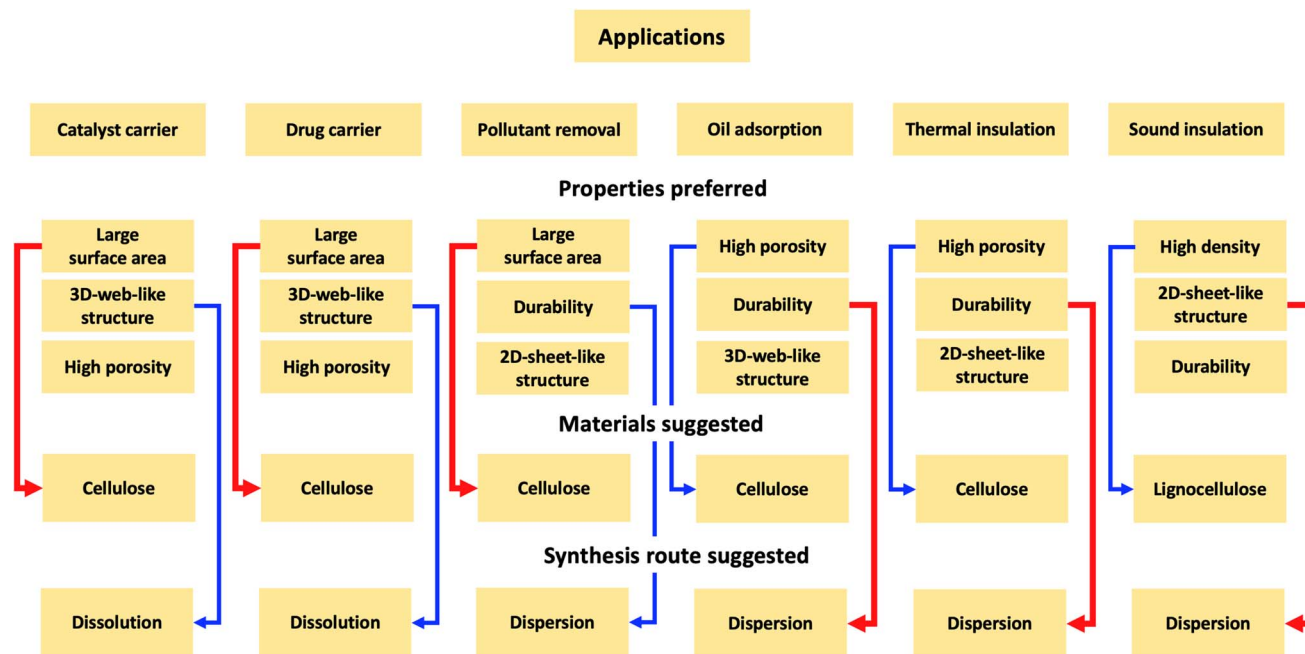 Applications
Catalyst carrier
Drug carrier
Pollutant removal
Oil adsorption
Thermal insulation
Sound insulation
Properties preferred
Large
surface area
Large
surface area
Large
surface area
High porosity
High porosity
High density
3D-web-like
structure
3D-web-like
structure
Durability
Durability
Durability
2D-sheet-like
structure
High porosity
High porosity
2D-sheet-like
structure
3D-web-like
structure
2D-sheet-like
structure
Durability
Materials suggested
Cellulose
Cellulose
Cellulose
Cellulose
Cellulose
Lignocellulose
Synthesis route suggested
Dissolution
Dissolution
Dispersion
Dispersion
Dispersion
Dispersion